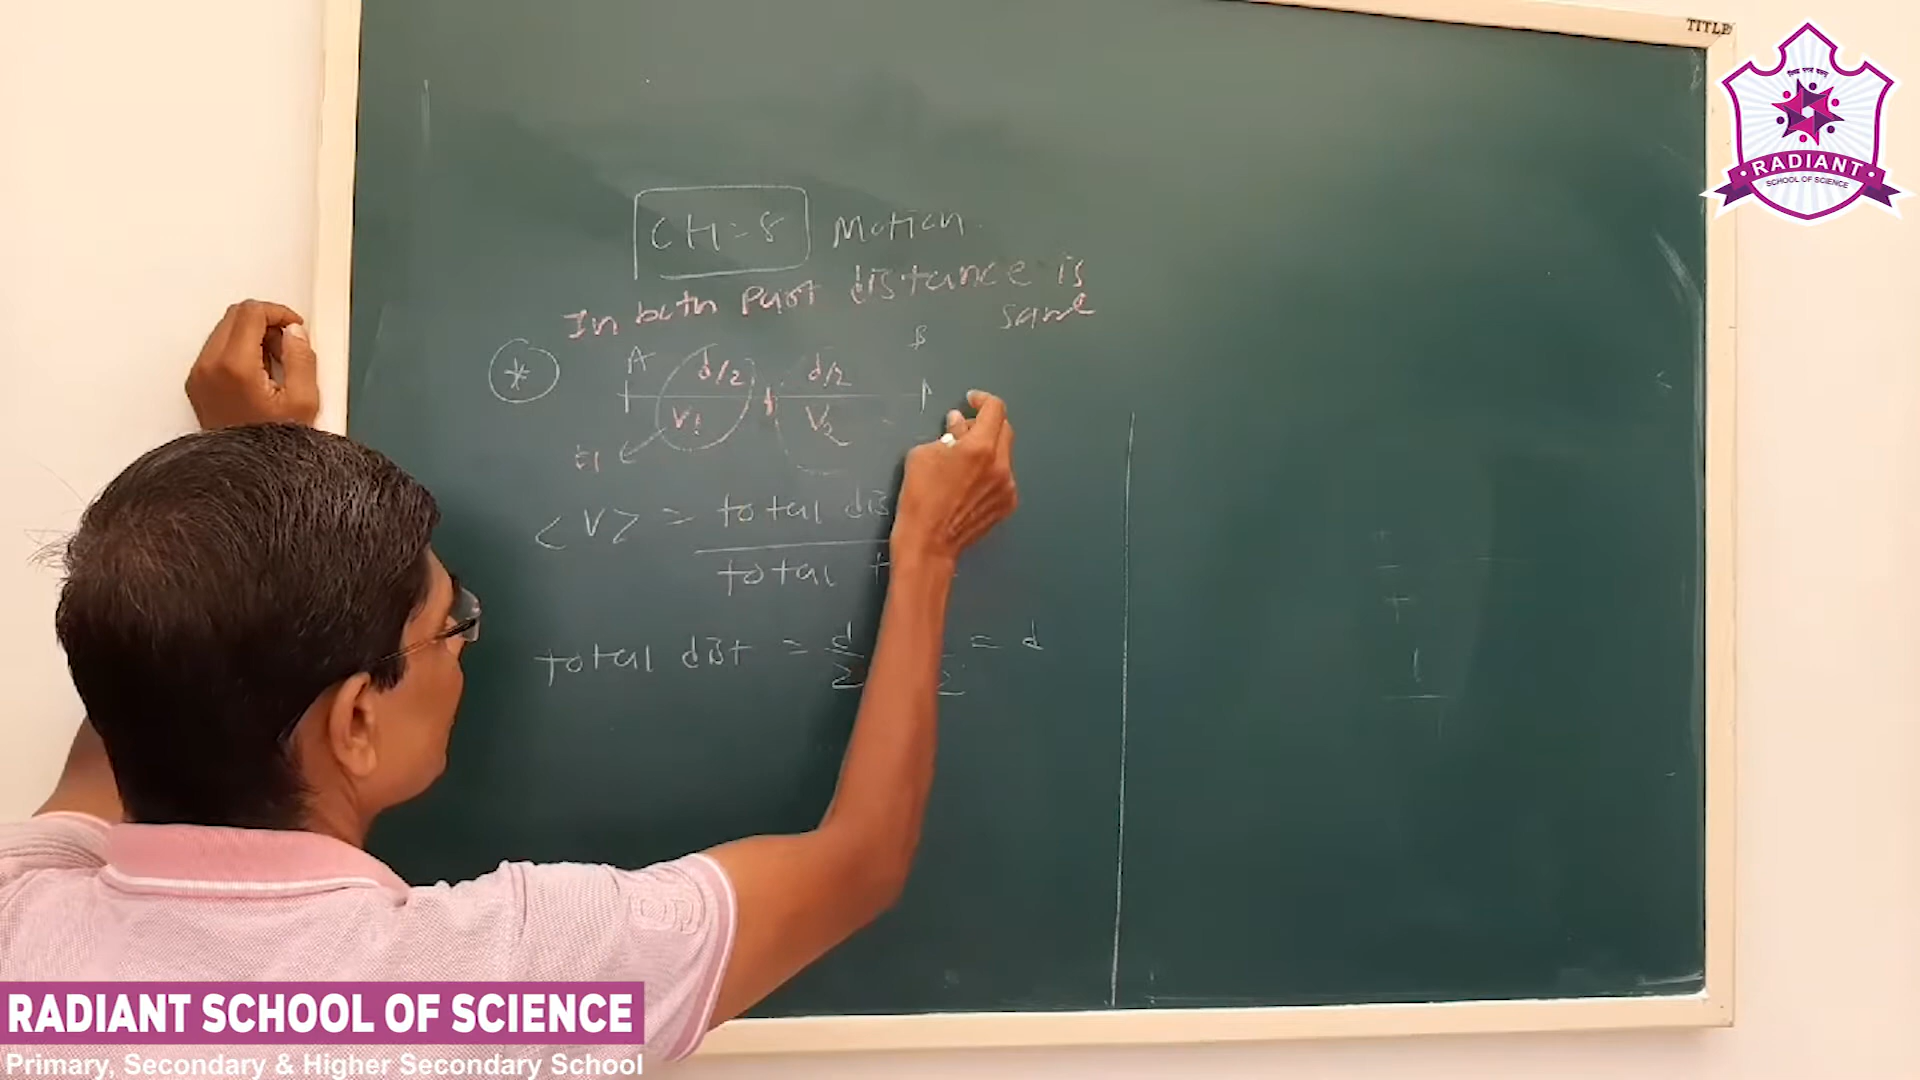 TITLE
RADIANT
SCHOOL OF SCIENCE
CH=8 Motion
In both part distance is
same
A B
* d/2 d/2
V1 V2
t1
<V> = total dis
total t
total dist = d/2 = d
RADIANT SCHOOL OF SCIENCE
Primary, Secondary & Higher Secondary School